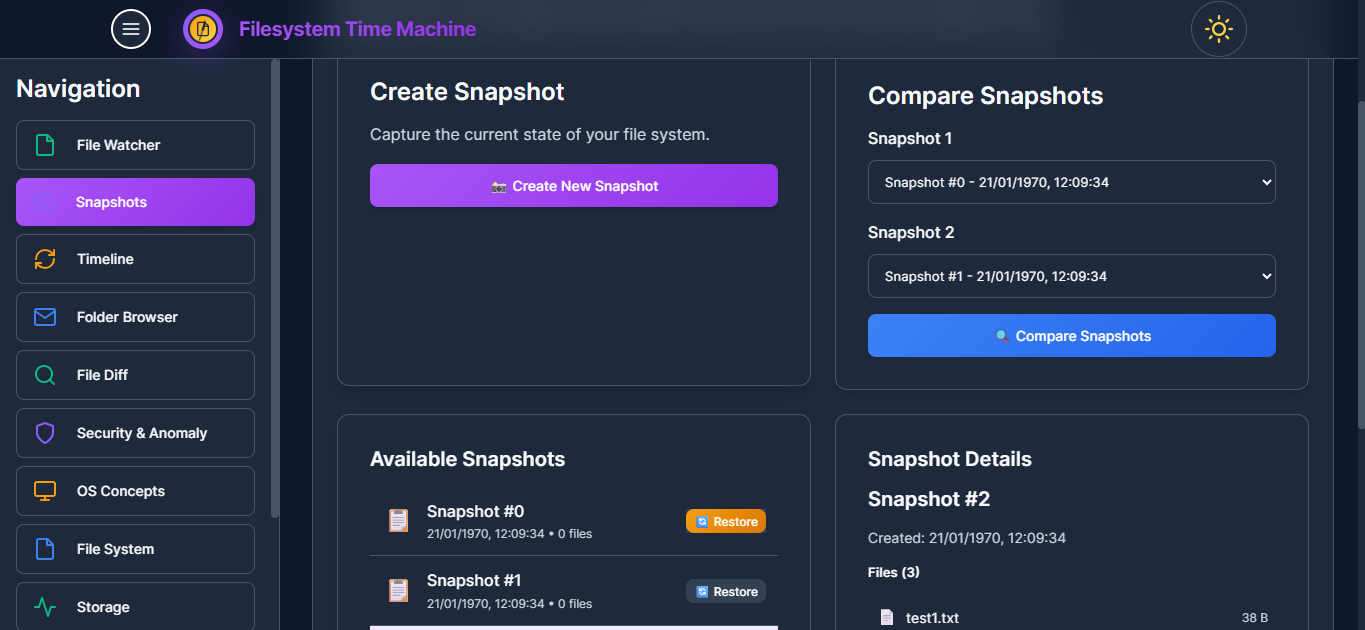 Filesystem Time Machine
Navigation
File Watcher
Snapshots
Timeline
Folder Browser
File Diff
Security & Anomaly
OS Concepts
File System
Storage
Create Snapshot
Capture the current state of your file system.
Create New Snapshot
Compare Snapshots
Snapshot 1
Snapshot #0 - 21/01/1970, 12:09:34
Snapshot 2
Snapshot #1 - 21/01/1970, 12:09:34
Compare Snapshots
Available Snapshots
Snapshot #0
21/01/1970, 12:09:34 • 0 files
Restore
Snapshot #1
21/01/1970, 12:09:34 • 0 files
Restore
Snapshot Details
Snapshot #2
Created: 21/01/1970, 12:09:34
Files (3)
test1.txt 38 B